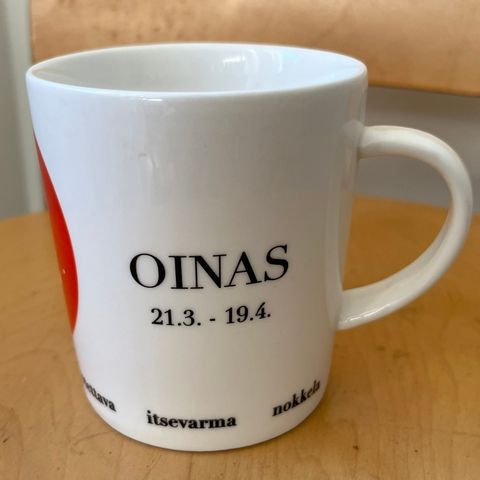 OINAS
21.3. - 19.4.
itsevarma nokkela